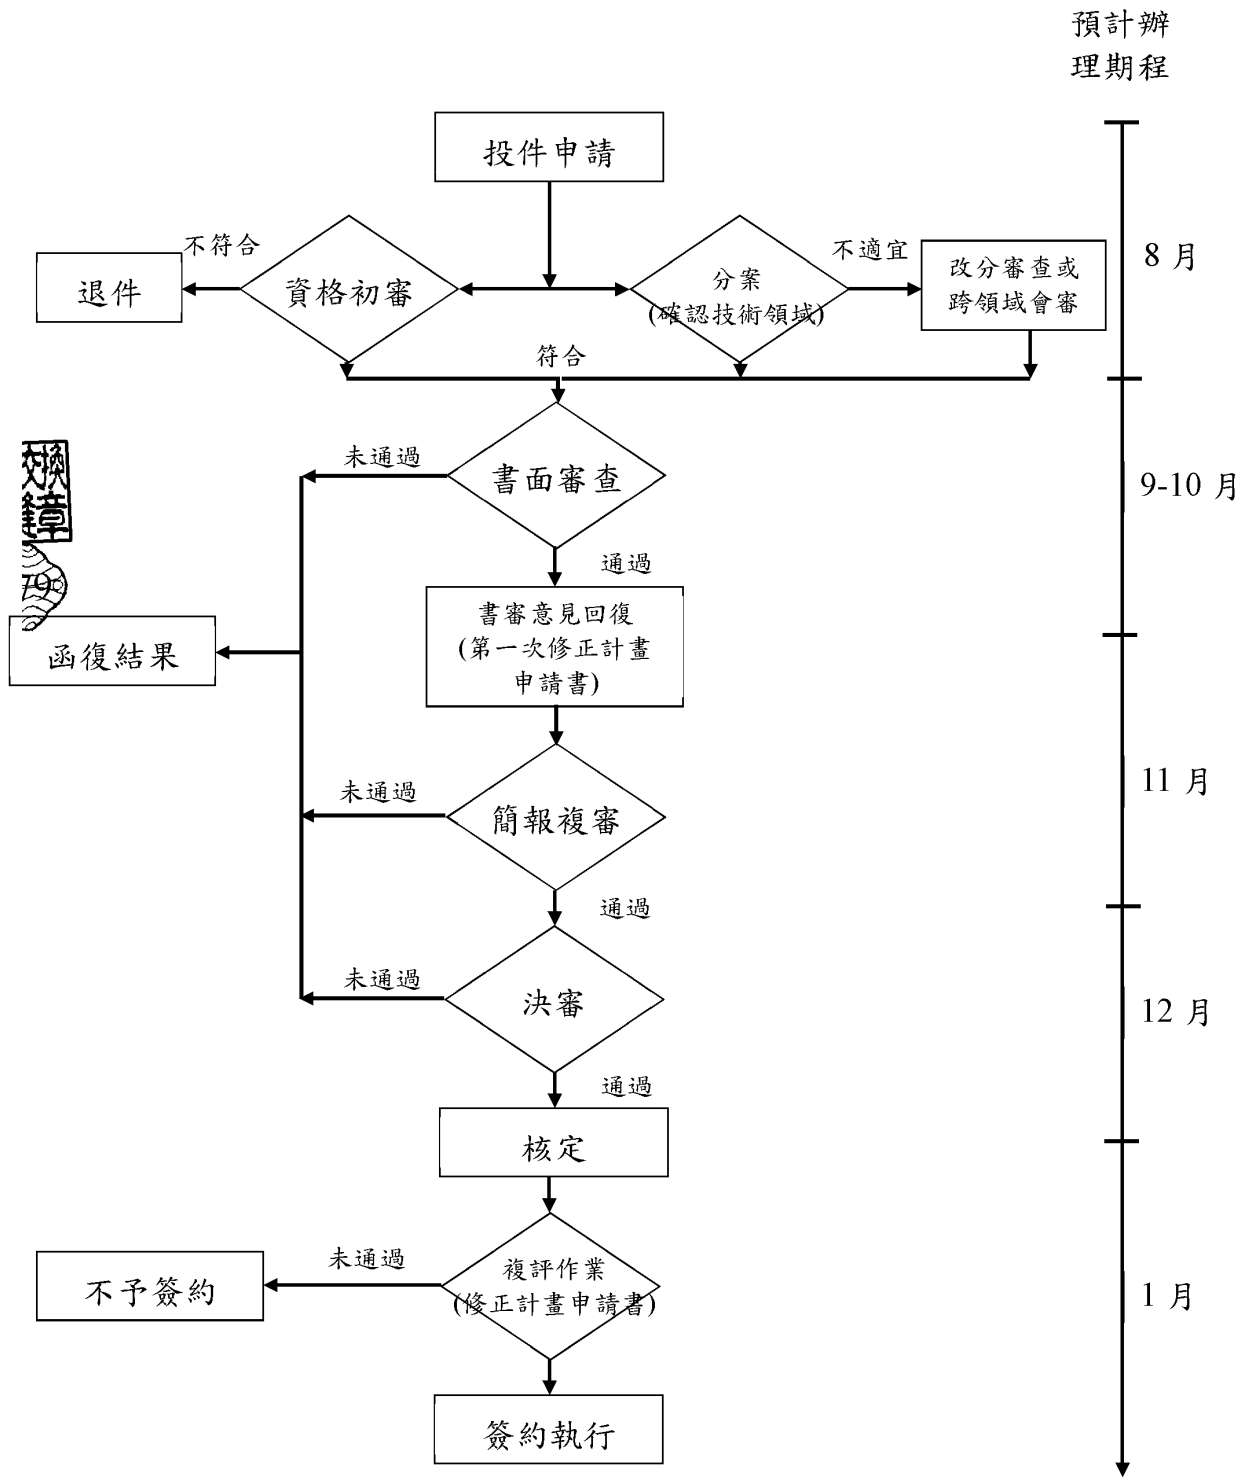 預計辦
理期程
投件申請
不符合
不適宜
8 月
退件
資格初審
分案
(確認技術領域)
改分審查或
跨領域會審
符合
未通過
書面審查
9-10 月
換
章
79
通過
書審意見回復
(第一次修正計畫
申請書)
函復結果
未通過
簡報複審
11 月
通過
未通過
決審
12 月
通過
核定
未通過
複評作業
(修正計畫申請書)
不予簽約
1 月
簽約執行